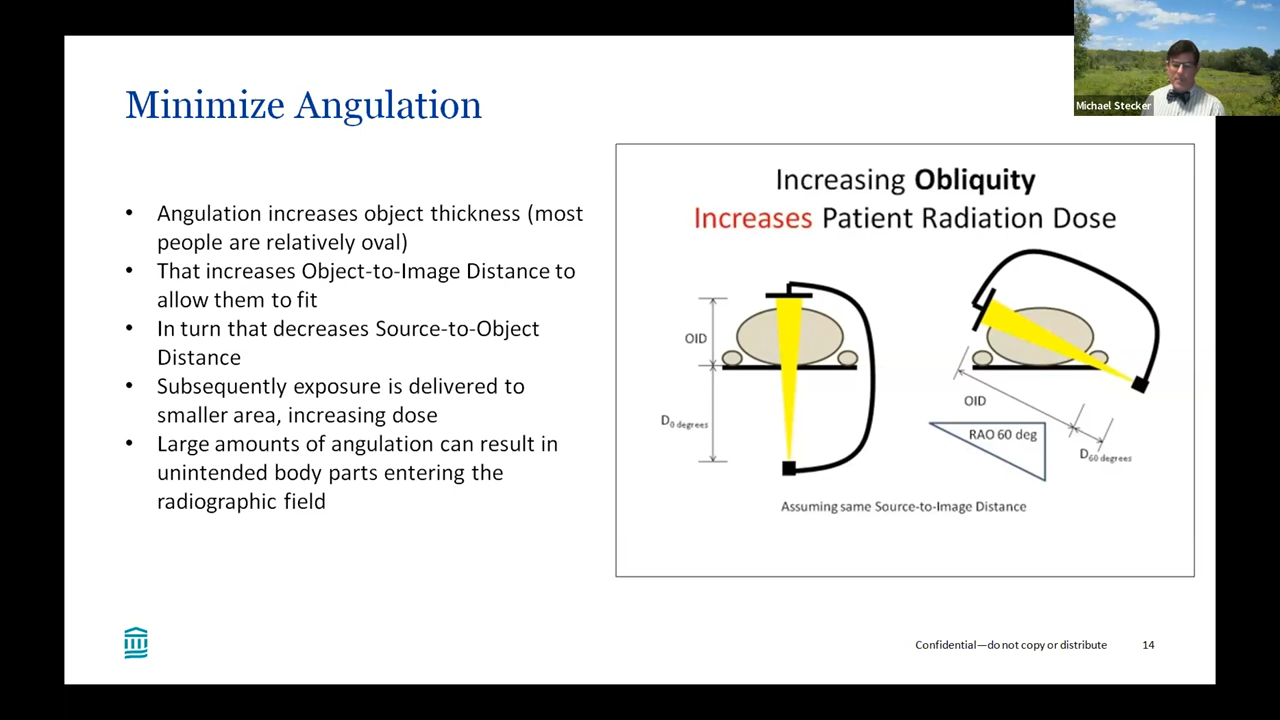 Michael Stecker
Minimize Angulation
• Angulation increases object thickness (most
people are relatively oval)
• That increases Object-to-Image Distance to
allow them to fit
• In turn that decreases Source-to-Object
Distance
• Subsequently exposure is delivered to
smaller area, increasing dose
• Large amounts of angulation can result in
unintended body parts entering the
radiographic field
Increasing Obliquity
Increases Patient Radiation Dose
OID
D0 degrees
OID
RAO 60 deg
D60 degrees
Assuming same Source-to-Image Distance
Confidential—do not copy or distribute 14